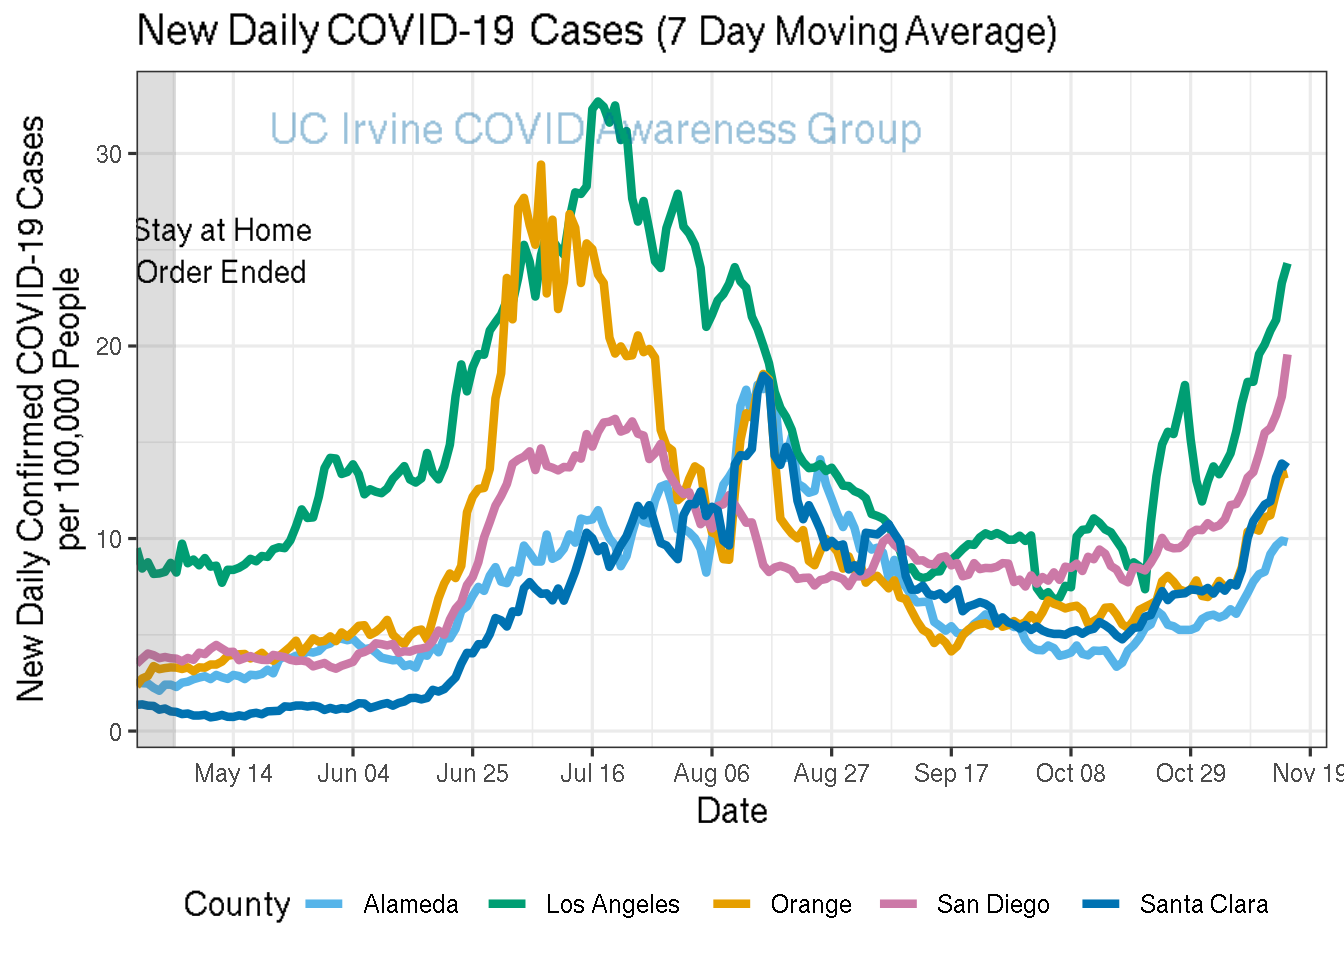 New Daily COVID-19 Cases (7 Day Moving Average)
UC Irvine COVID Awareness Group
Stay at Home
Order Ended
New Daily Confirmed COVID-19 Cases
per 100,000 People
30
20
10
0
May 14 Jun 04 Jun 25 Jul 16 Aug 06 Aug 27 Sep 17 Oct 08 Oct 29 Nov 19
Date
County Alameda Los Angeles Orange San Diego Santa Clara